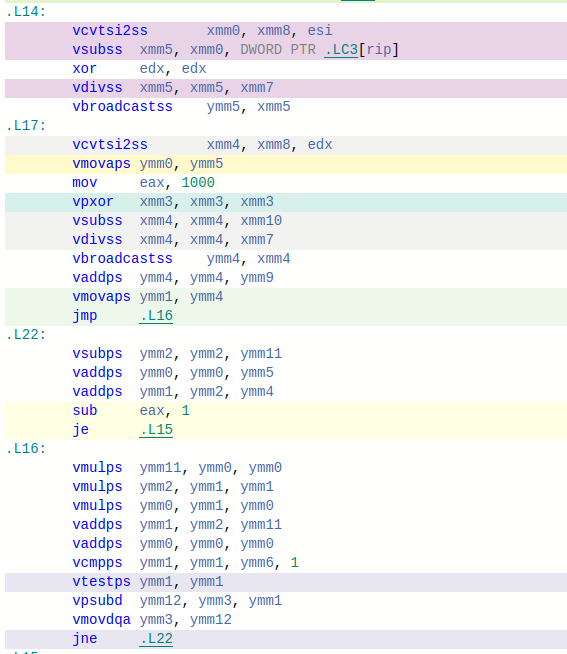 .L14:
vcvtsi2ss xmm0, xmm8, esi
vsubss xmm5, xmm0, DWORD PTR .LC3[rip]
xor edx, edx
vdivss xmm5, xmm5, xmm7
vbroadcastss ymm5, xmm5
.L17:
vcvtsi2ss xmm4, xmm8, edx
vmovaps ymm0, ymm5
mov eax, 1000
vpxor xmm3, xmm3, xmm3
vsubss xmm4, xmm4, xmm10
vdivss xmm4, xmm4, xmm7
vbroadcastss ymm4, xmm4
vaddps ymm4, ymm4, ymm9
vmovaps ymm1, ymm4
jmp .L16
.L22:
vsubps ymm2, ymm2, ymm11
vaddps ymm0, ymm0, ymm5
vaddps ymm1, ymm2, ymm4
sub eax, 1
je .L15
.L16:
vmulps ymm11, ymm0, ymm0
vmulps ymm2, ymm1, ymm1
vmulps ymm0, ymm1, ymm0
vaddps ymm1, ymm2, ymm11
vaddps ymm0, ymm0, ymm0
vcmpps ymm1, ymm1, ymm6, 1
vtestps ymm1, ymm1
vpsubd ymm12, ymm3, ymm1
vmovdqa ymm3, ymm12
jne .L22